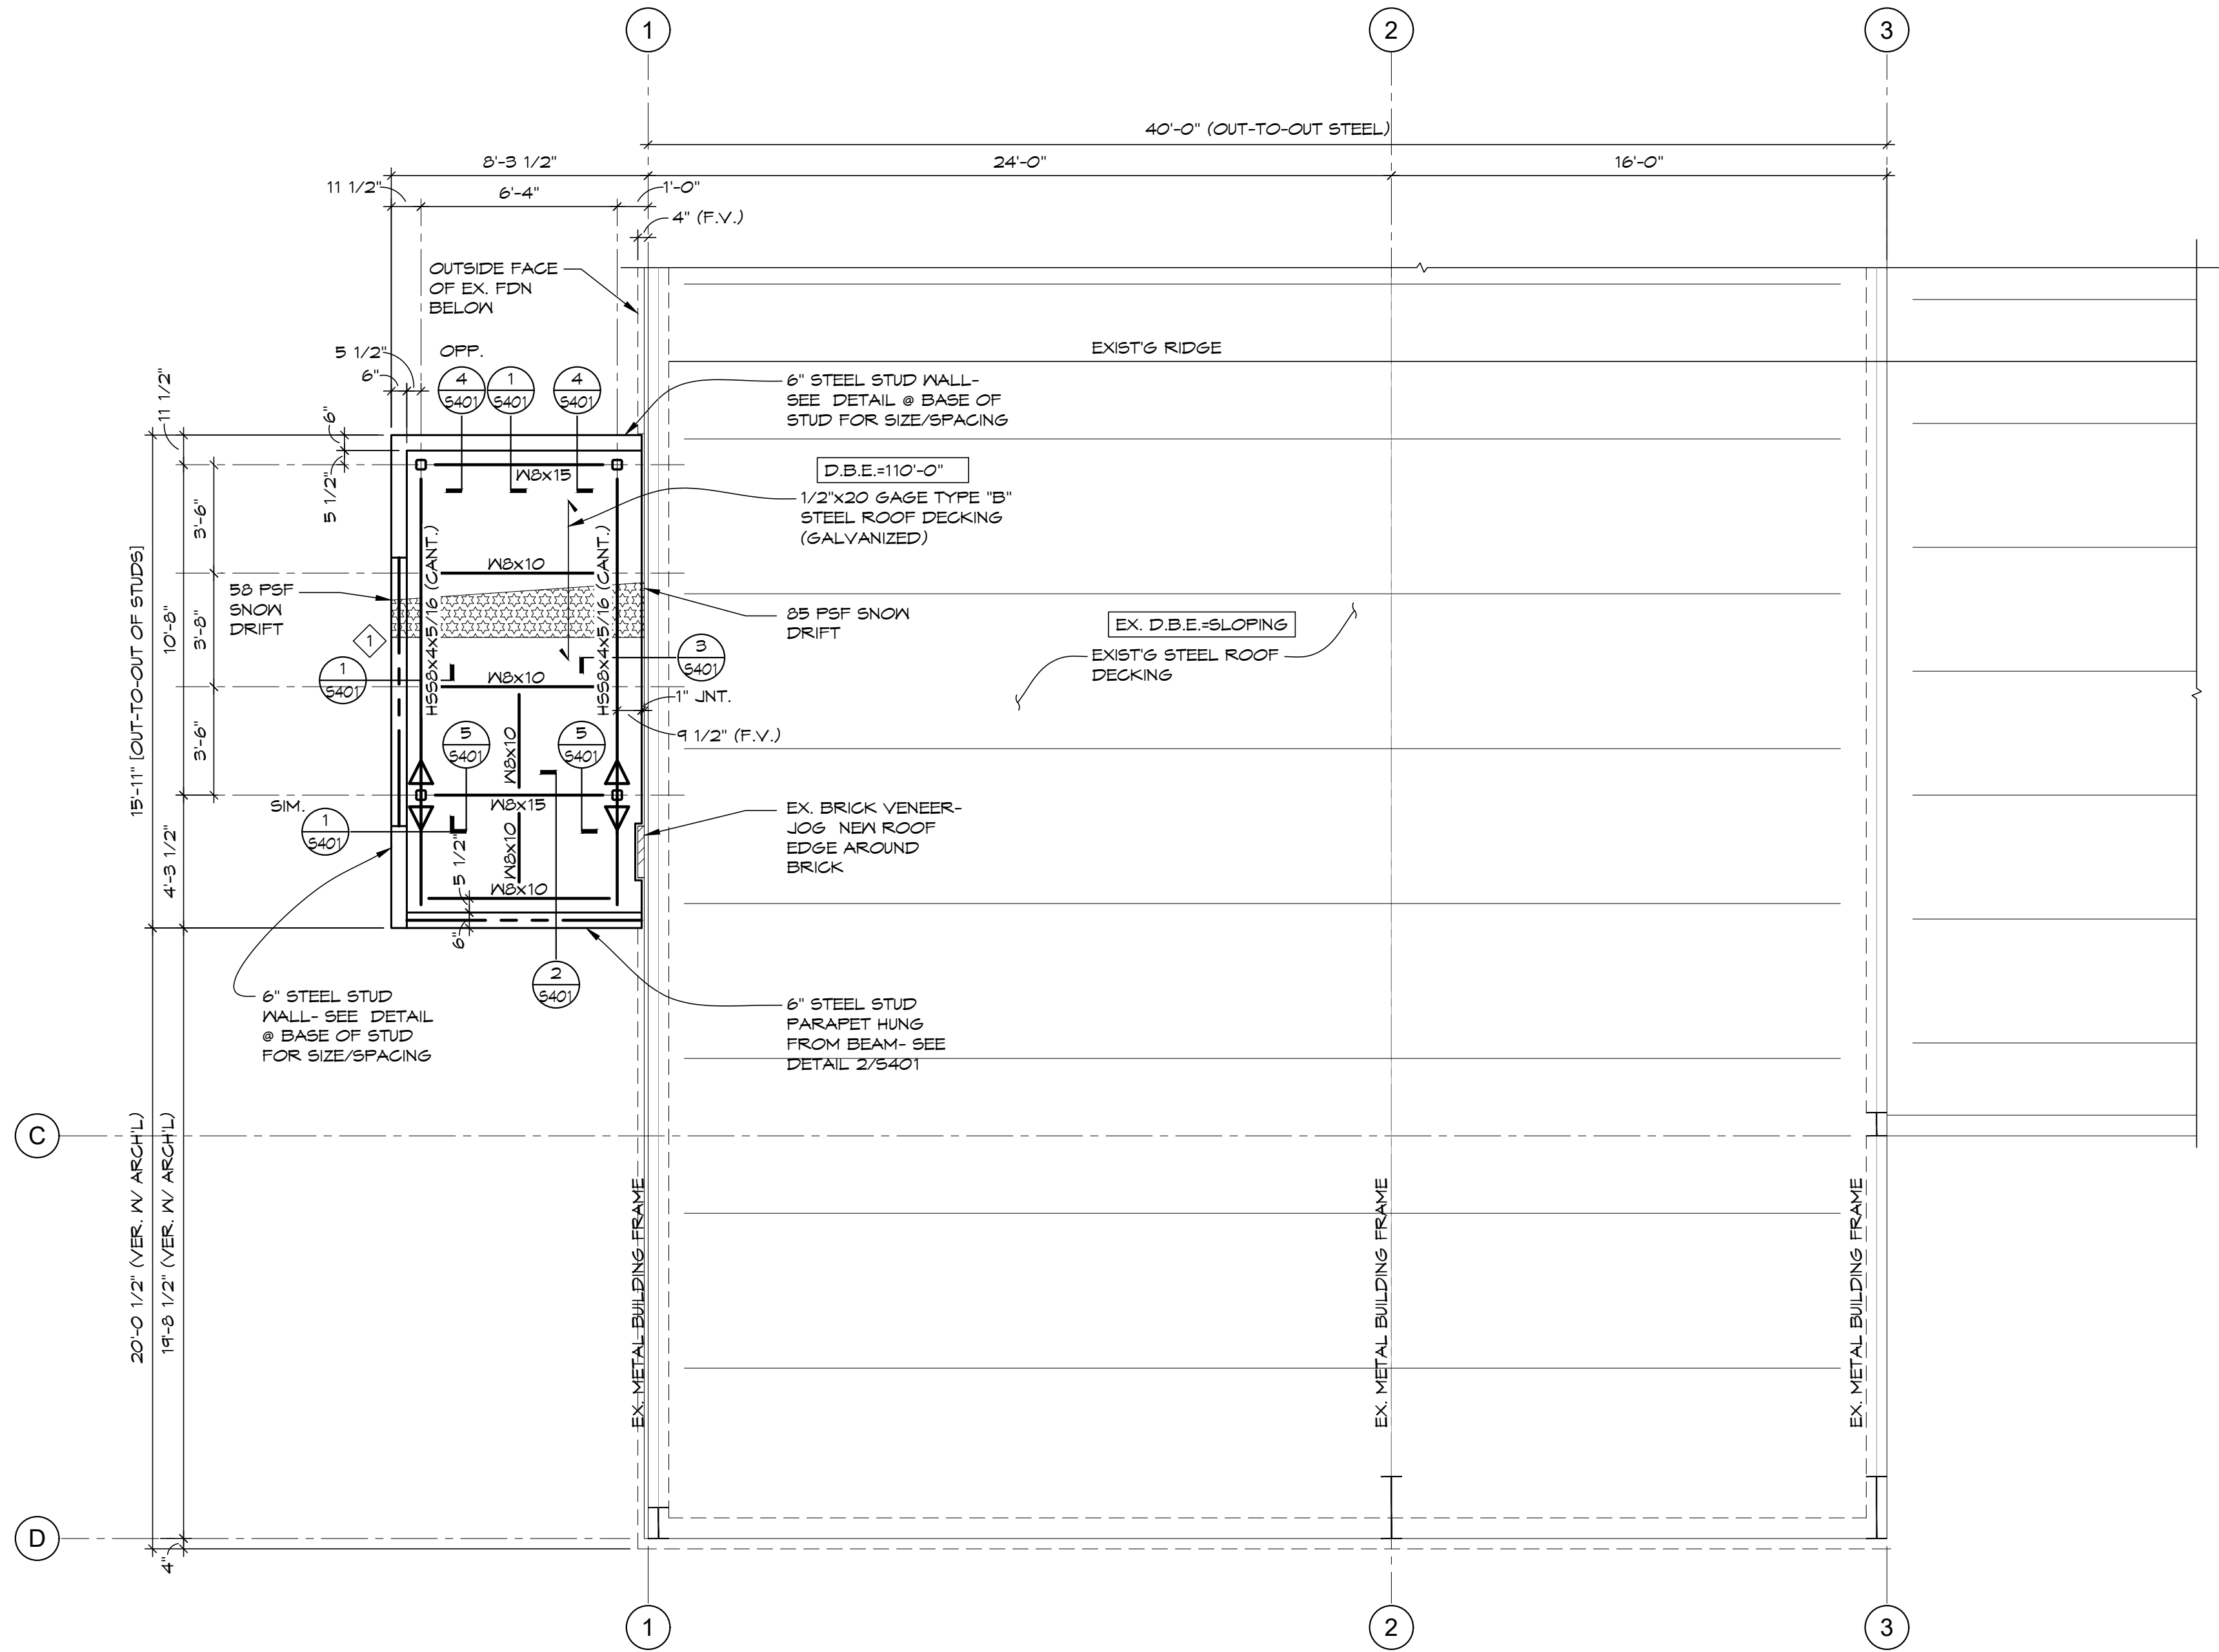 1
2
3
40'-0" (OUT-TO-OUT STEEL)
8'-3 1/2"
24'-0"
16'-0"
11 1/2"
6'-4"
1'-0"
4" (F.V.)
OUTSIDE FACE
OF EX. FDN
BELOW
EXIST'G RIDGE
5 1/2"
6"
OPP.
4
S401
1
S401
4
S401
6" STEEL STUD WALL-
SEE DETAIL @ BASE OF
STUD FOR SIZE/SPACING
11 1/2"
6"
5 1/2"
W8x15
D.B.E.=110'-0"
1/2"x20 GAGE TYPE "B"
STEEL ROOF DECKING
(GALVANIZED)
15'-11" [OUT-TO-OUT OF STUDS]
10'-8"
3'-6"
3'-8"
3'-6"
4'-3 1/2"
HSS8x4x5/16 (CANT.)
HSS8x4x5/16 (CANT.)
W8x10
58 PSF
SNOW
DRIFT
85 PSF SNOW
DRIFT
1
EX. D.B.E.=SLOPING
EXIST'G STEEL ROOF
DECKING
1
S401
3
S401
W8x10
1" JNT.
9 1/2" (F.V.)
5
S401
5
S401
W8x10
W8x15
SIM.
1
S401
EX. BRICK VENEER-
JOG NEW ROOF
EDGE AROUND
BRICK
5 1/2"
W8x10
W8x10
6"
2
S401
6" STEEL STUD
WALL- SEE DETAIL
@ BASE OF STUD
FOR SIZE/SPACING
6" STEEL STUD
PARAPET HUNG
FROM BEAM- SEE
DETAIL 2/S401
C
20'-0 1/2" (VER. W/ ARCH'L)
19'-8 1/2" (VER. W/ ARCH'L)
EX. METAL BUILDING FRAME
EX. METAL BUILDING FRAME
EX. METAL BUILDING FRAME
D
4"
1
2
3